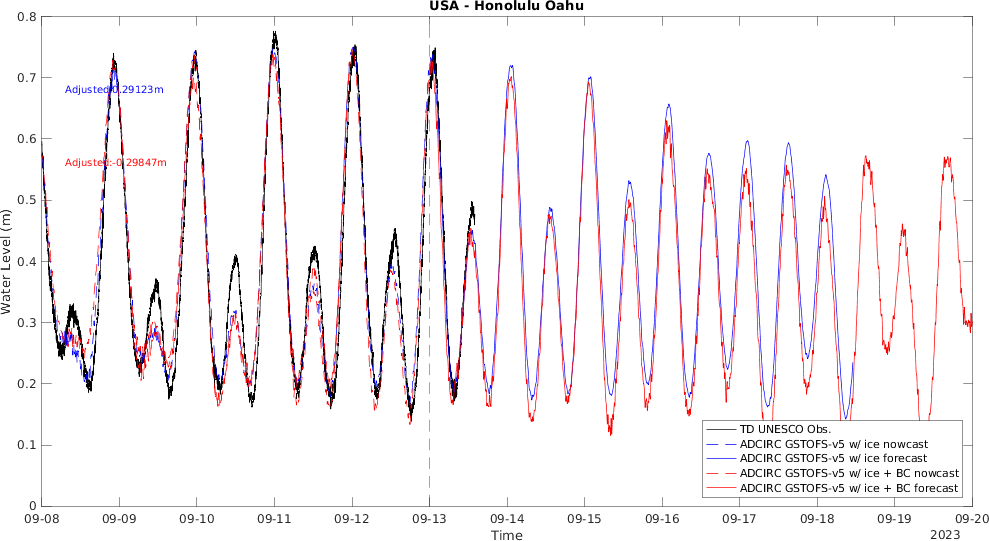 USA - Honolulu Oahu
0.8
0.7
0.6
0.5
0.4
0.3
0.2
0.1
0
Water Level (m)
Adjusted:0.29123m
Adjusted:-0.29847m
TD UNESCO Obs.
ADCIRC GSTOFS-v5 w/ ice nowcast
ADCIRC GSTOFS-v5 w/ ice forecast
ADCIRC GSTOFS-v5 w/ ice + BC nowcast
ADCIRC GSTOFS-v5 w/ ice + BC forecast
09-08 09-09 09-10 09-11 09-12 09-13 09-14 09-15 09-16 09-17 09-18 09-19 09-20
Time
2023